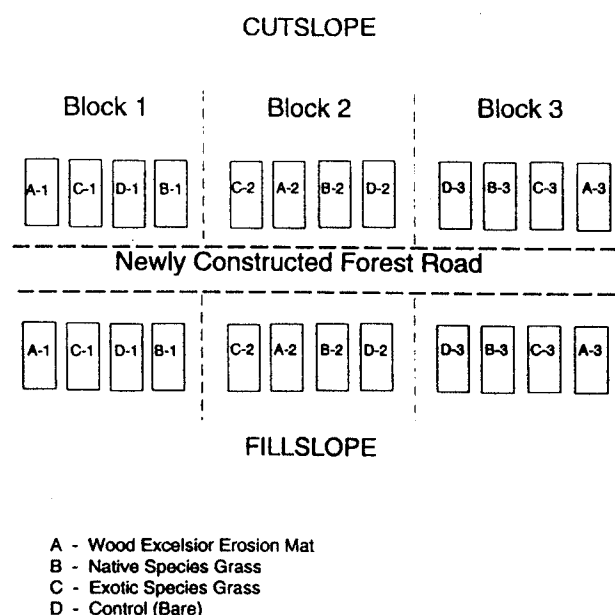 CUTSLOPE
Block 1 Block 2 Block 3
A-1 C-1 D-1 B-1 C-2 A-2 B-2 D-2 D-3 B-3 C-3 A-3
Newly Constructed Forest Road
A-1 C-1 D-1 B-1 C-2 A-2 B-2 D-2 D-3 B-3 C-3 A-3
FILLSLOPE
A - Wood Excelsior Erosion Mat
B - Native Species Grass
C - Exotic Species Grass
D - Control (Bare)